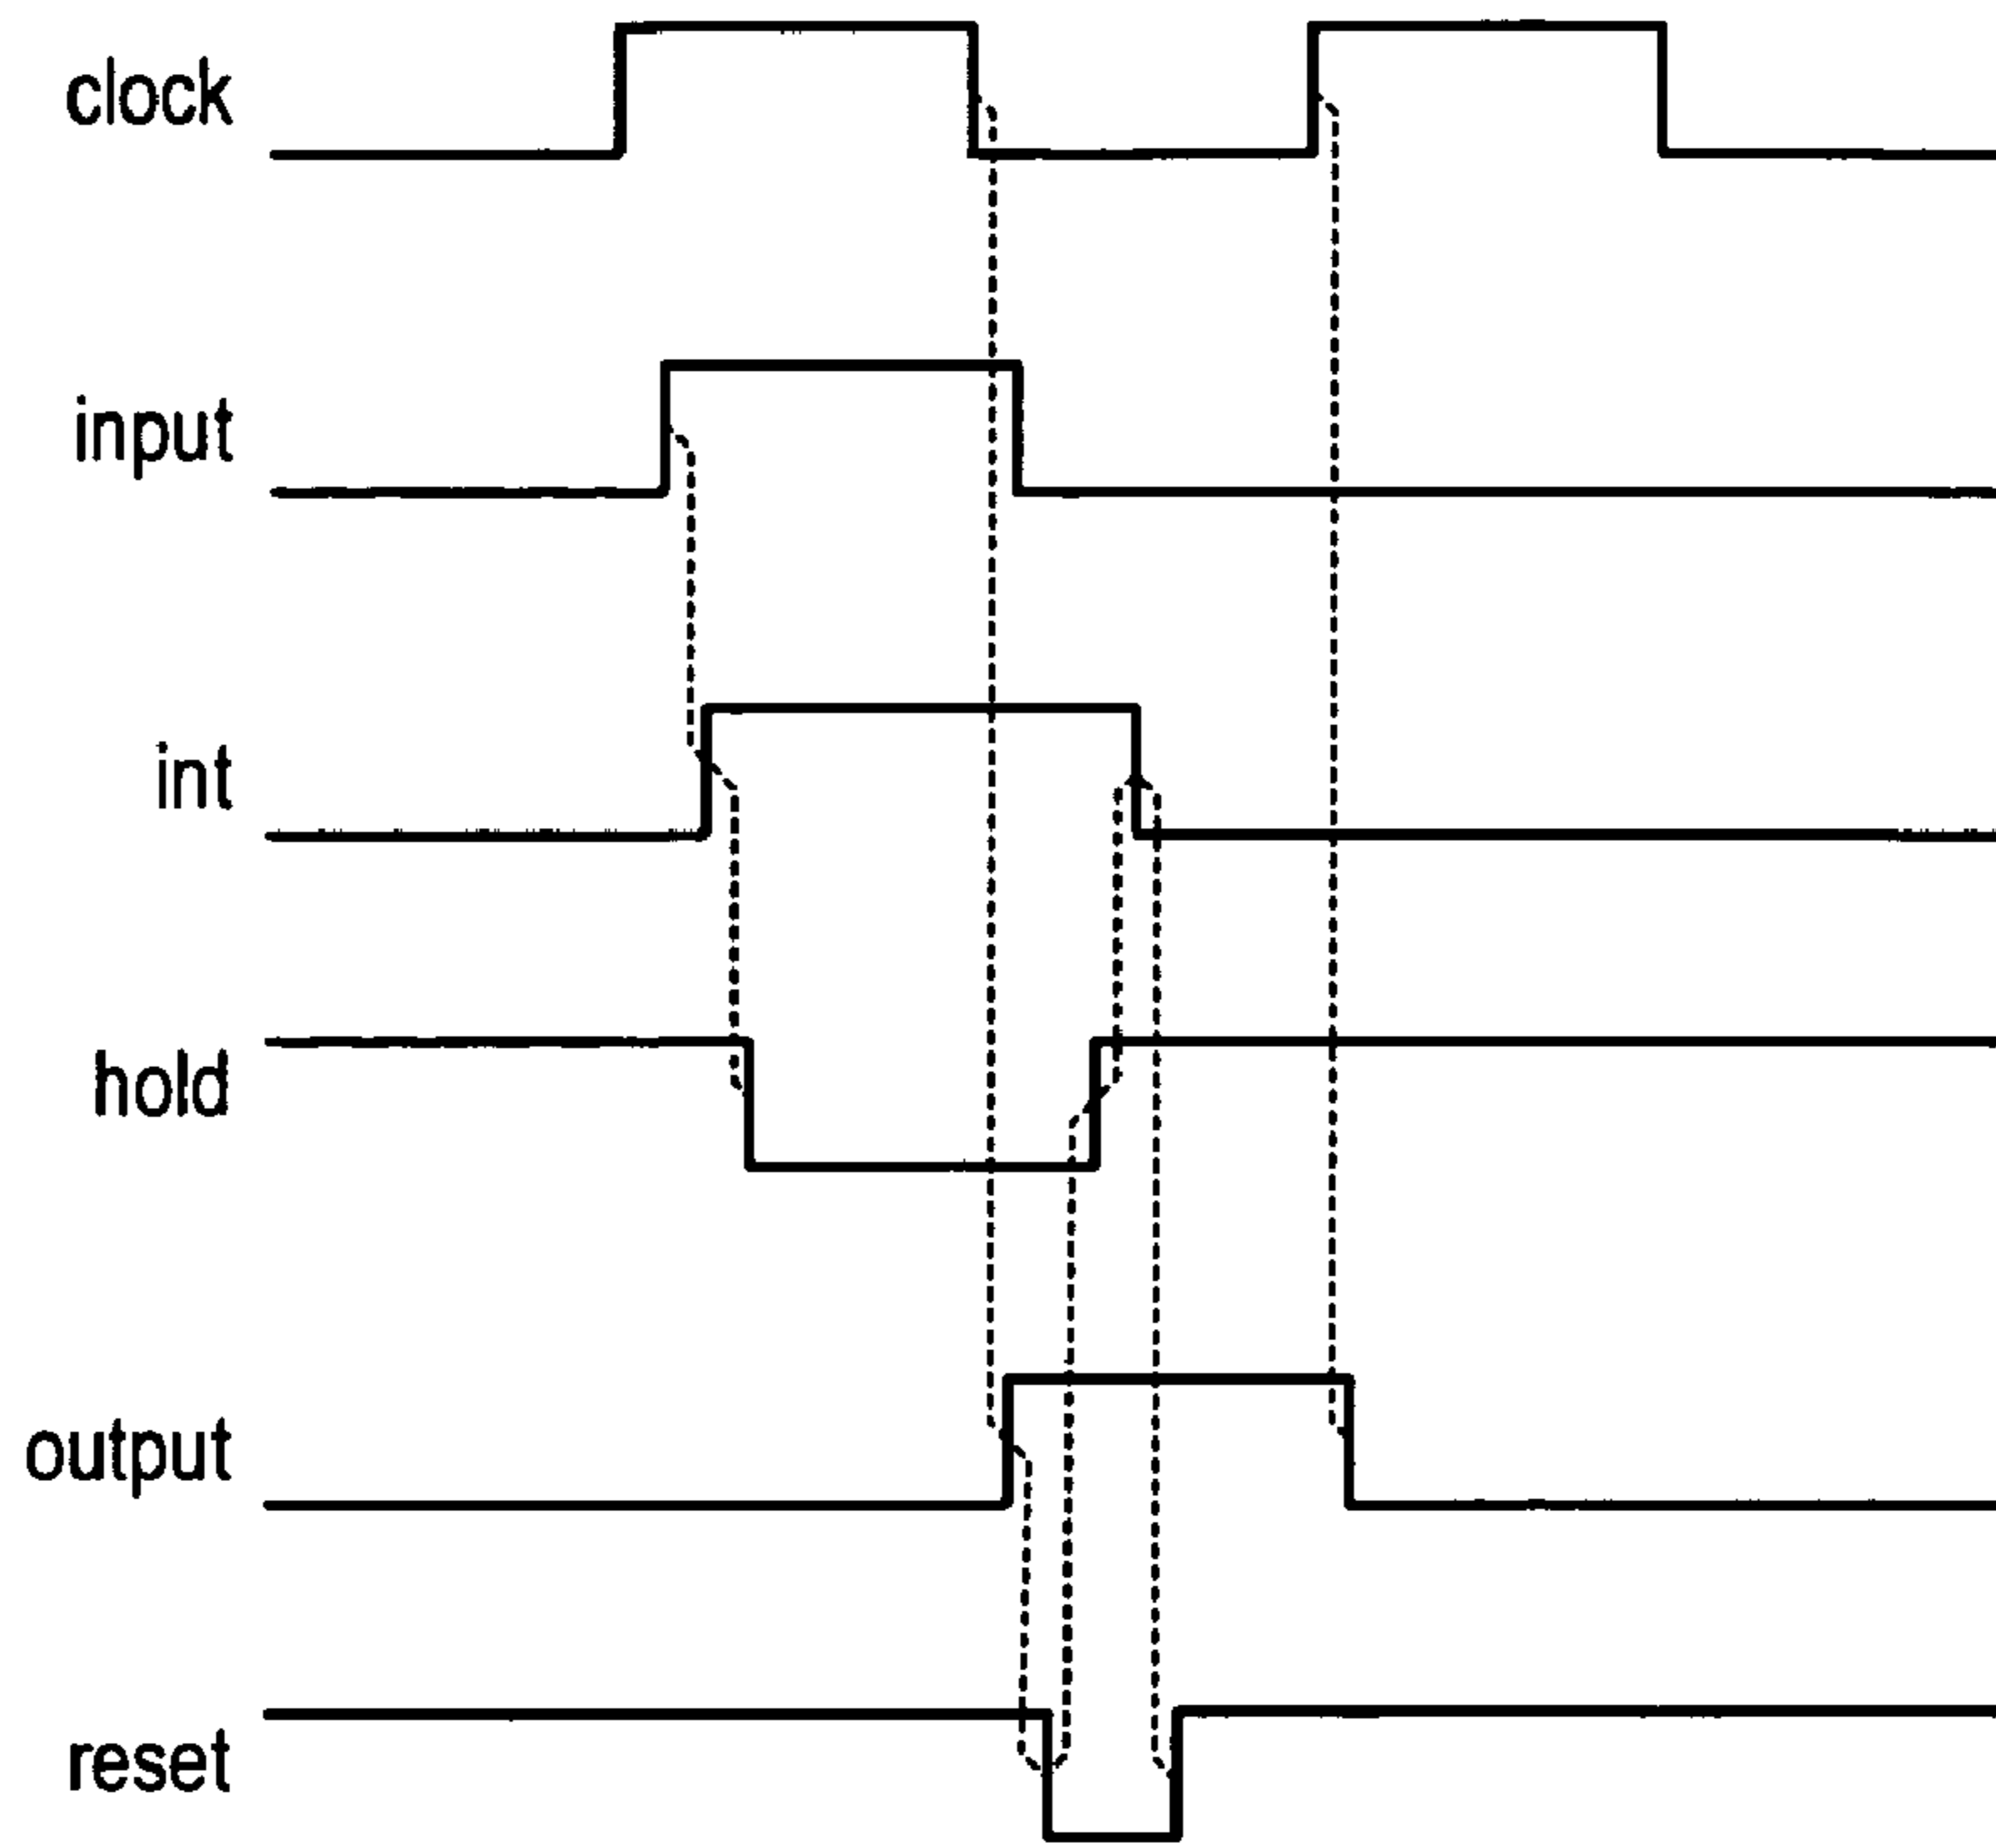 clock
input
int
hold
output
reset